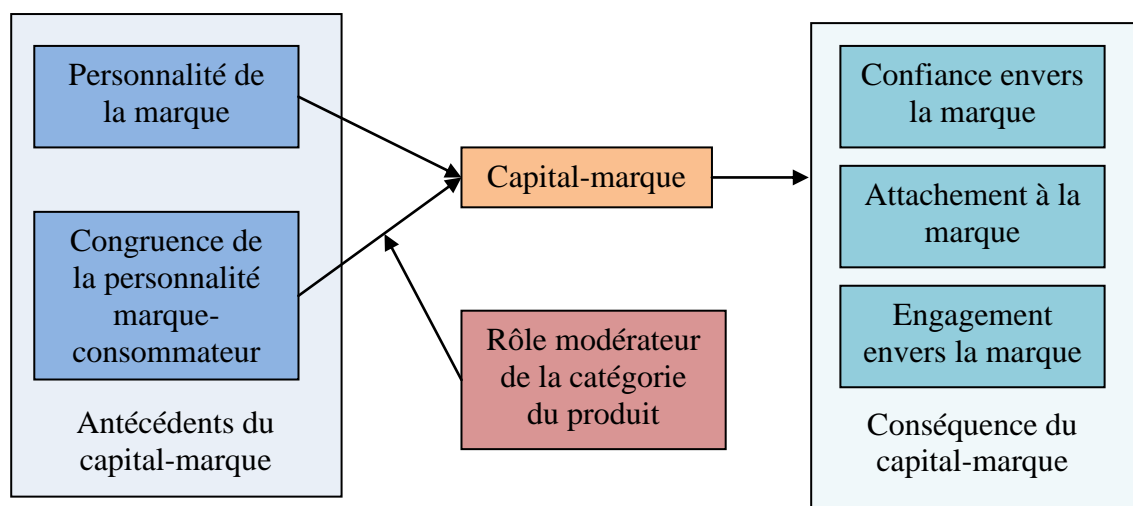 Personnalité de
la marque
Congruence de
la personnalité
marque-
consommateur
Antécédents du
capital-marque
Capital-marque
Rôle modérateur
de la catégorie
du produit
Confiance envers
la marque
Attachement à la
marque
Engagement
envers la marque
Conséquence du
capital-marque